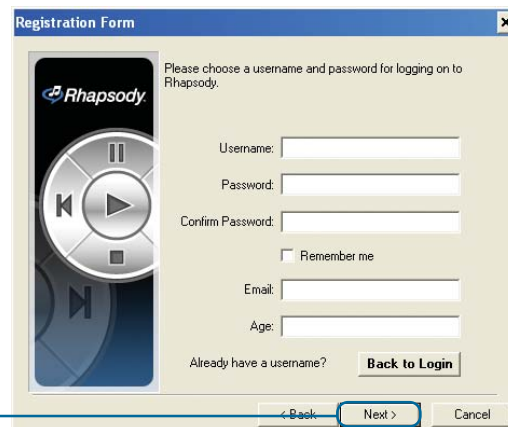 Registration Form
Rhapsody.
Please choose a username and password for logging on to
Rhapsody.
Username:
Password:
Confirm Password:
Remember me
Email:
Age:
Already have a username? Back to Login
< Back Next > Cancel